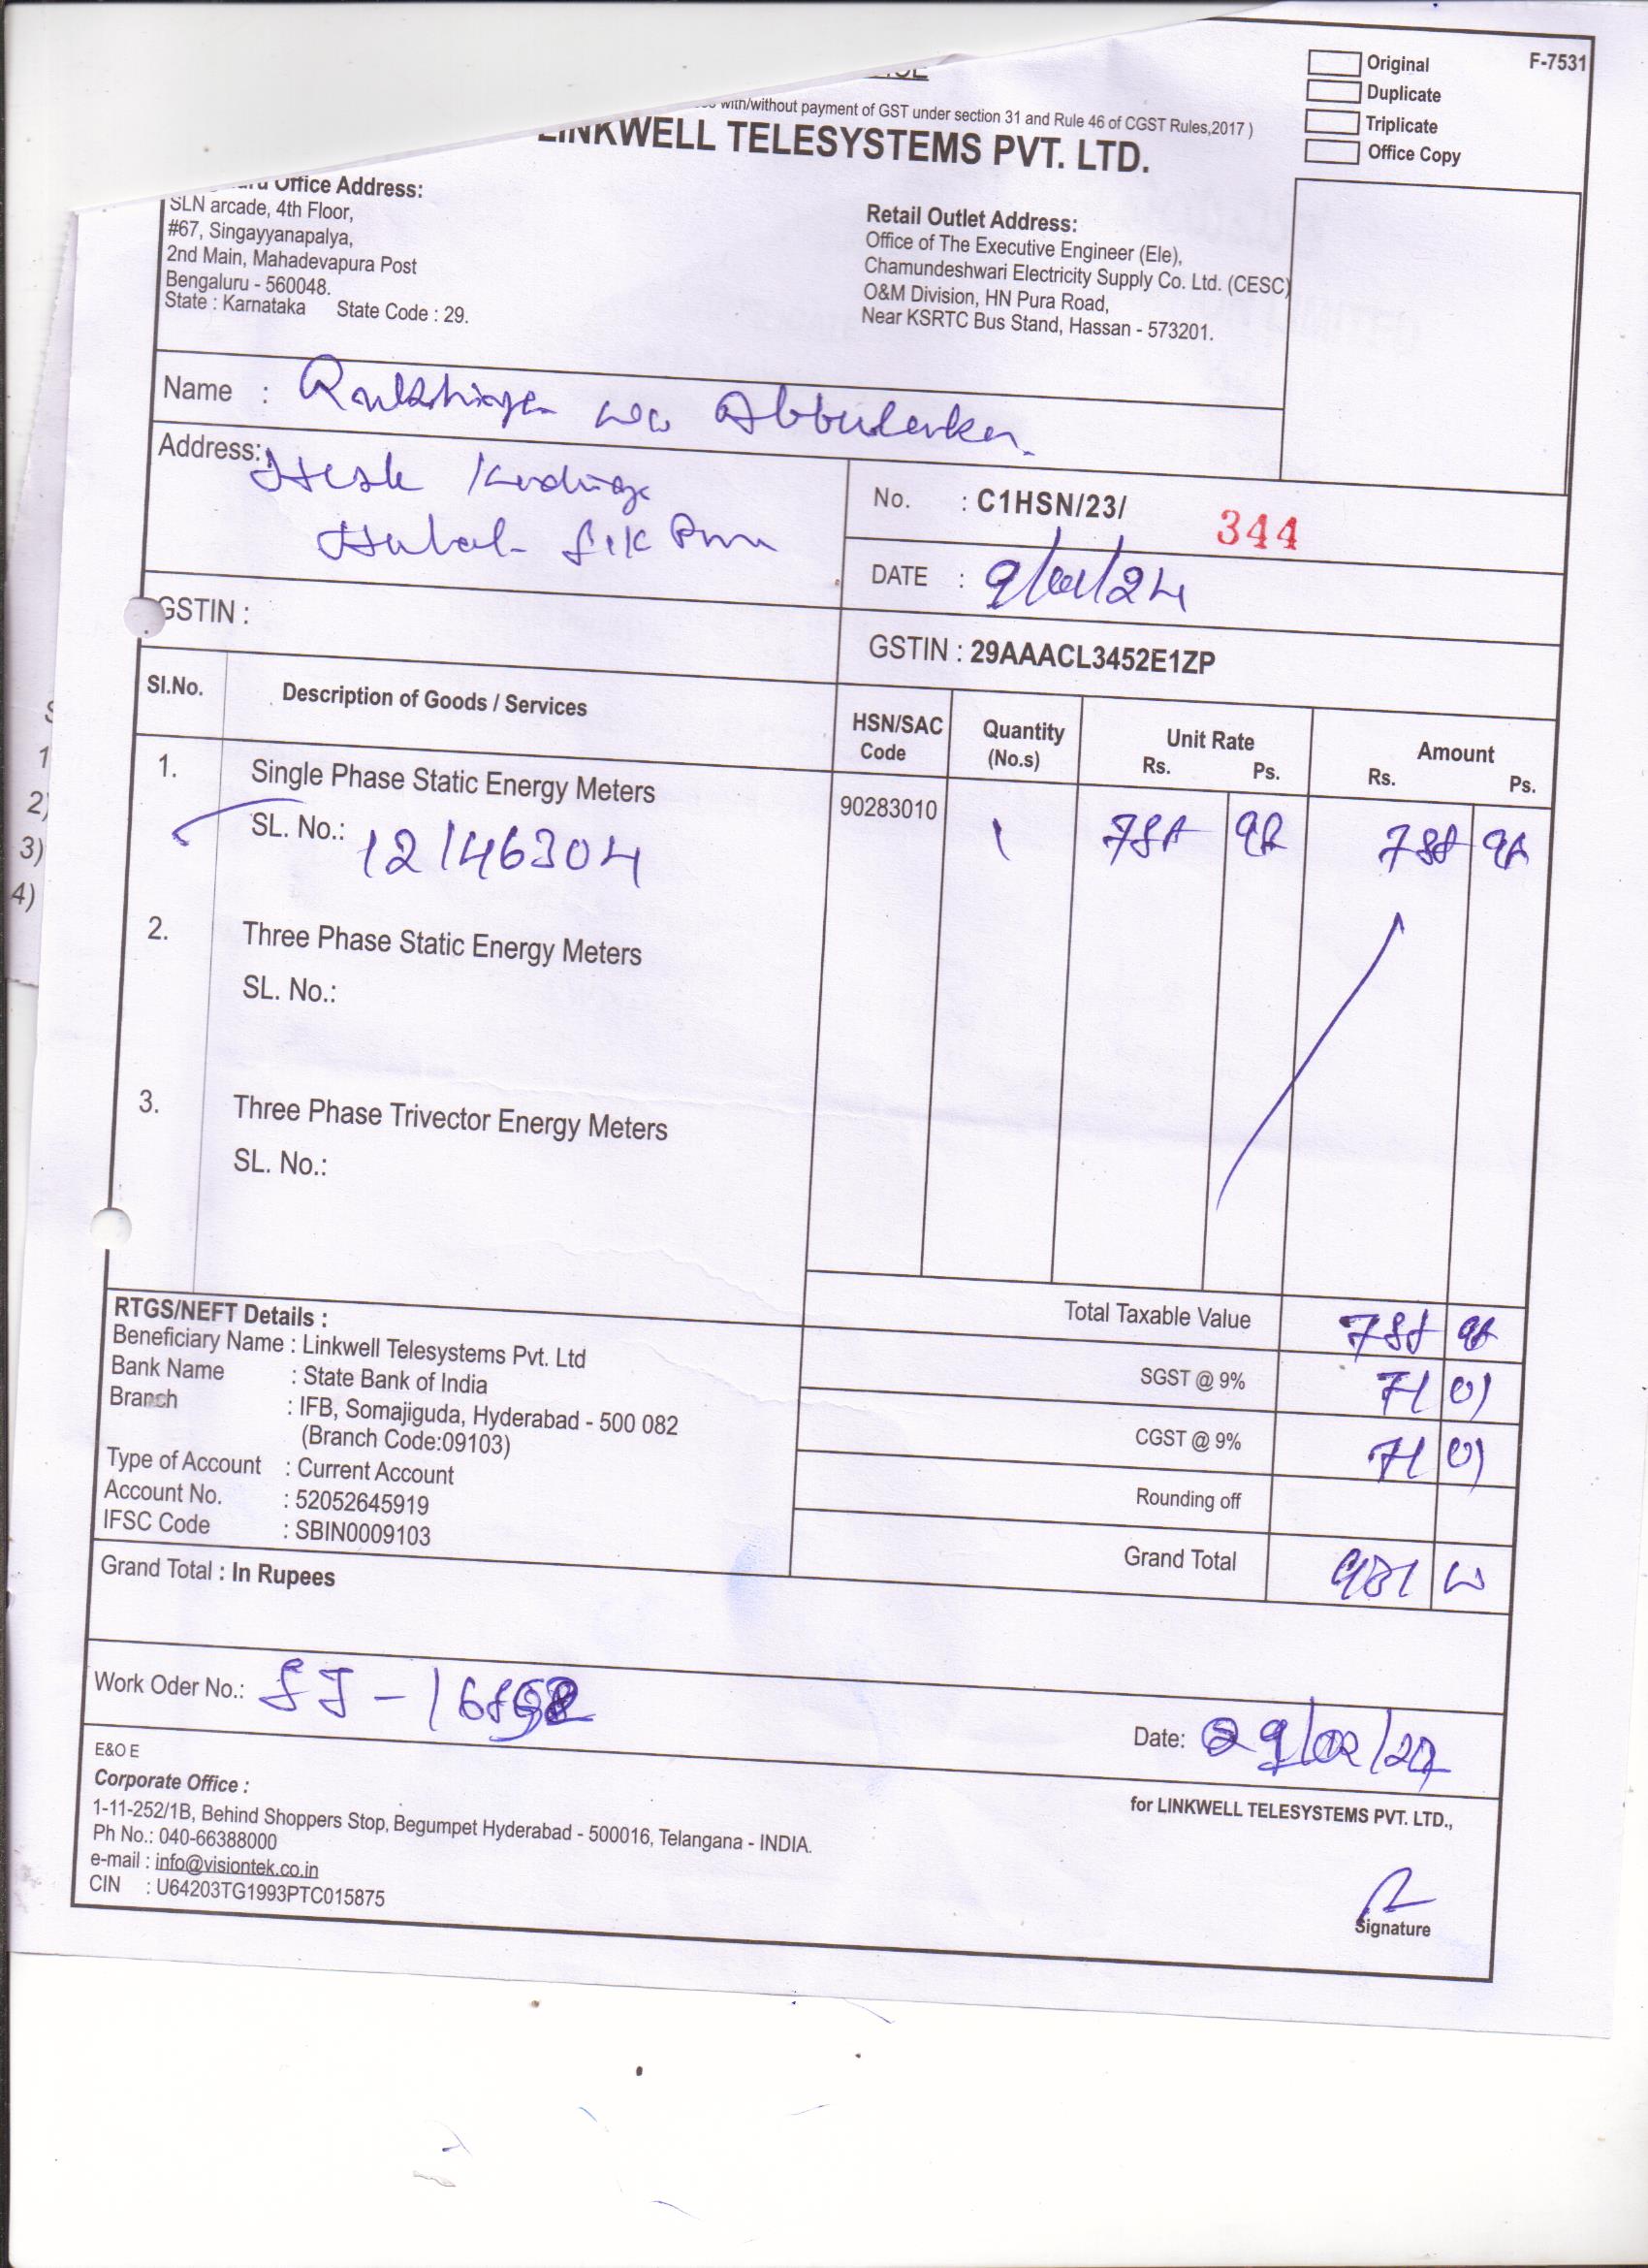 Original
F-7531
Duplicate
Triplicate
Office Copy
with/without payment of GST under section 31 and Rule 46 of CGST Rules,2017 )
LINKWELL TELESYSTEMS PVT. LTD.
Office Address:
SLN arcade, 4th Floor,
#67, Singayyanapalya,
2nd Main, Mahadevapura Post
Bengaluru - 560048.
State : Karnataka State Code : 29.
Retail Outlet Address:
Office of The Executive Engineer (Ele),
Chamundeshwari Electricity Supply Co. Ltd. (CESC)
O&M Division, HN Pura Road,
Near KSRTC Bus Stand, Hassan - 573201.
Name :
Address:
No. : C1HSN/23/ 344
DATE :
GSTIN :
GSTIN : 29AAACL3452E1ZP
Sl.No. Description of Goods / Services HSN/SAC Code Quantity (No.s) Unit Rate Rs. Ps. Amount Rs. Ps.
1. Single Phase Static Energy Meters 90283010 1
SL. No.: 12146304
2. Three Phase Static Energy Meters
SL. No.:
3. Three Phase Trivector Energy Meters
SL. No.:
Total Taxable Value
SGST @ 9% 71 01
CGST @ 9% 71 01
Rounding off
Grand Total
RTGS/NEFT Details :
Beneficiary Name : Linkwell Telesystems Pvt. Ltd
Bank Name : State Bank of India
Branch : IFB, Somajiguda, Hyderabad - 500 082
(Branch Code:09103)
Type of Account : Current Account
Account No. : 52052645919
IFSC Code : SBIN0009103
Grand Total : In Rupees
Work Oder No.:
Date: 29/02/24
E&O E
Corporate Office :
1-11-252/1B, Behind Shoppers Stop, Begumpet Hyderabad - 500016, Telangana - INDIA.
Ph No.: 040-66388000
e-mail : info@visiontek.co.in
CIN : U64203TG1993PTC015875
for LINKWELL TELESYSTEMS PVT. LTD.,
Signature
1
2)
3)
4)